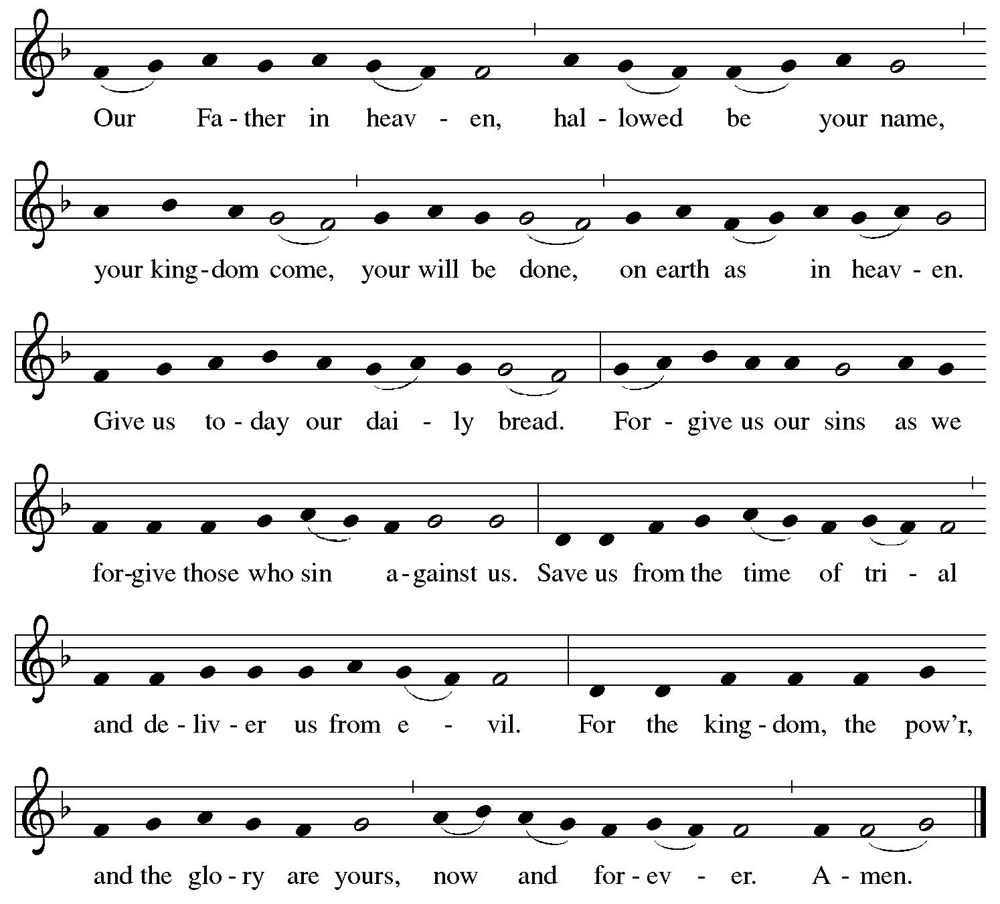 Our Fa - ther in heav - en, hal - lowed be your name,
your king - dom come, your will be done, on earth as in heav - en.
Give us to - day our dai - ly bread. For - give us our sins as we
for - give those who sin a - gainst us. Save us from the time of tri - al
and de - liv - er us from e - vil. For the king - dom, the pow’r,
and the glo - ry are yours, now and for - ev - er. A - men.